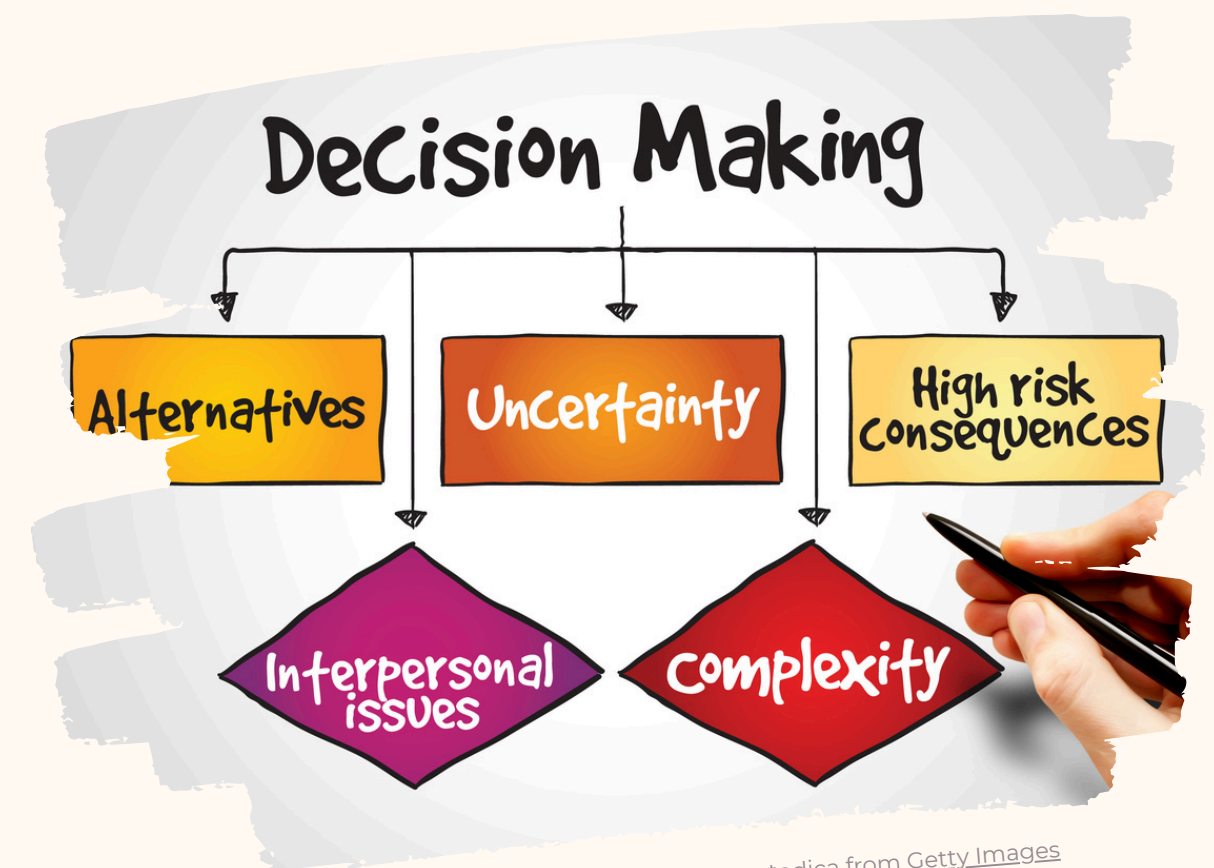 Decision Making
Alternatives
Uncertainty
High risk
consequences
Interpersonal
issues
complexity
from Getty Images